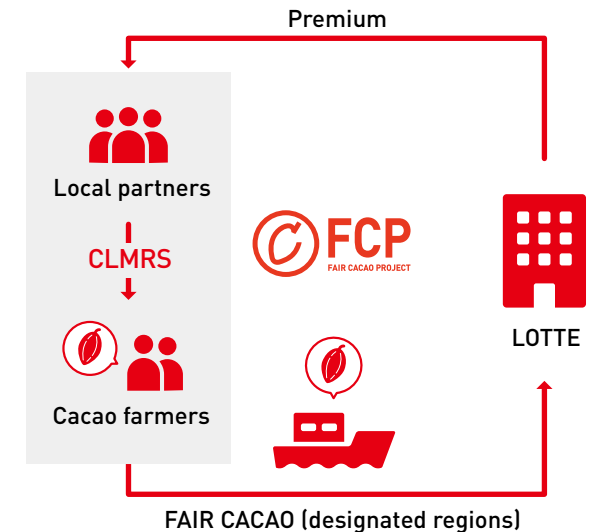 Premium
Local partners
CLMRS
FCP
FAIR CACAO PROJECT
LOTTE
Cacao farmers
FAIR CACAO (designated regions)